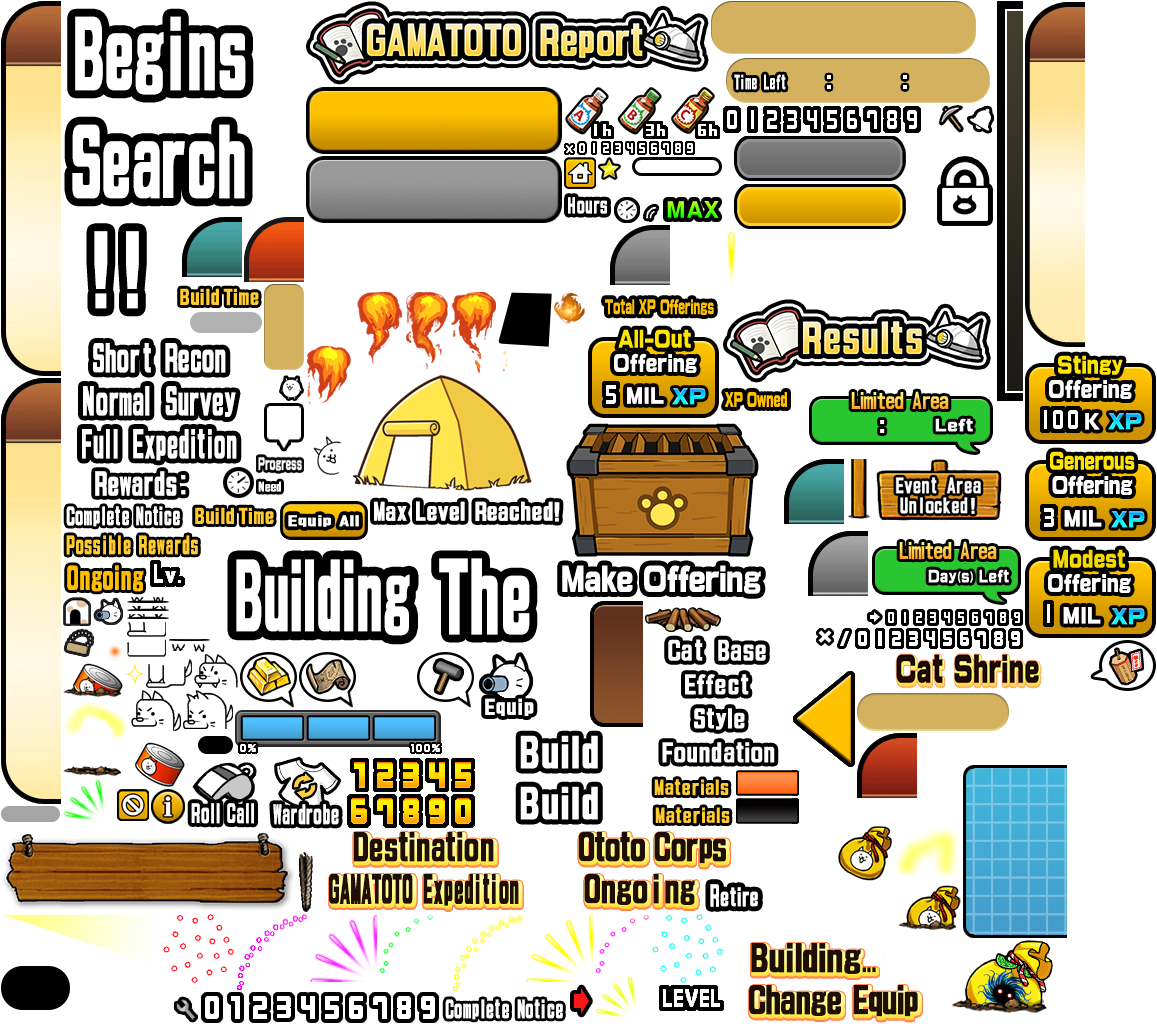 Begins
Search
!!
GAMATOTO Report
Time Left : :
A B C
1h 3h 6h
0123456789
x0123456789
Hours
MAX
Build Time
Total XP Offerings
All-Out
Offering
5 MIL XP
XP Owned
Results
Limited Area
: Left
Stingy
Offering
100K XP
Generous
Offering
3 MIL XP
Modest
Offering
1 MIL XP
Event Area
Unlocked!
Limited Area
Day(s) Left
0123456789
x/0123456789
Cat Shrine
Short Recon
Normal Survey
Full Expedition
Rewards:
Progress
Need
Complete Notice
Build Time
Equip All
Max Level Reached!
Possible Rewards
Ongoing Lv.
Building The
Make Offering
Cat Base
Effect
Style
Foundation
Materials
Materials
Equip
0% 100%
Build
Build
Roll Call
Wardrobe
12345
67890
Destination
GAMATOTO Expedition
Ototo Corps
Ongoing
Retire
Building...
Change Equip
0123456789
Complete Notice
LEVEL